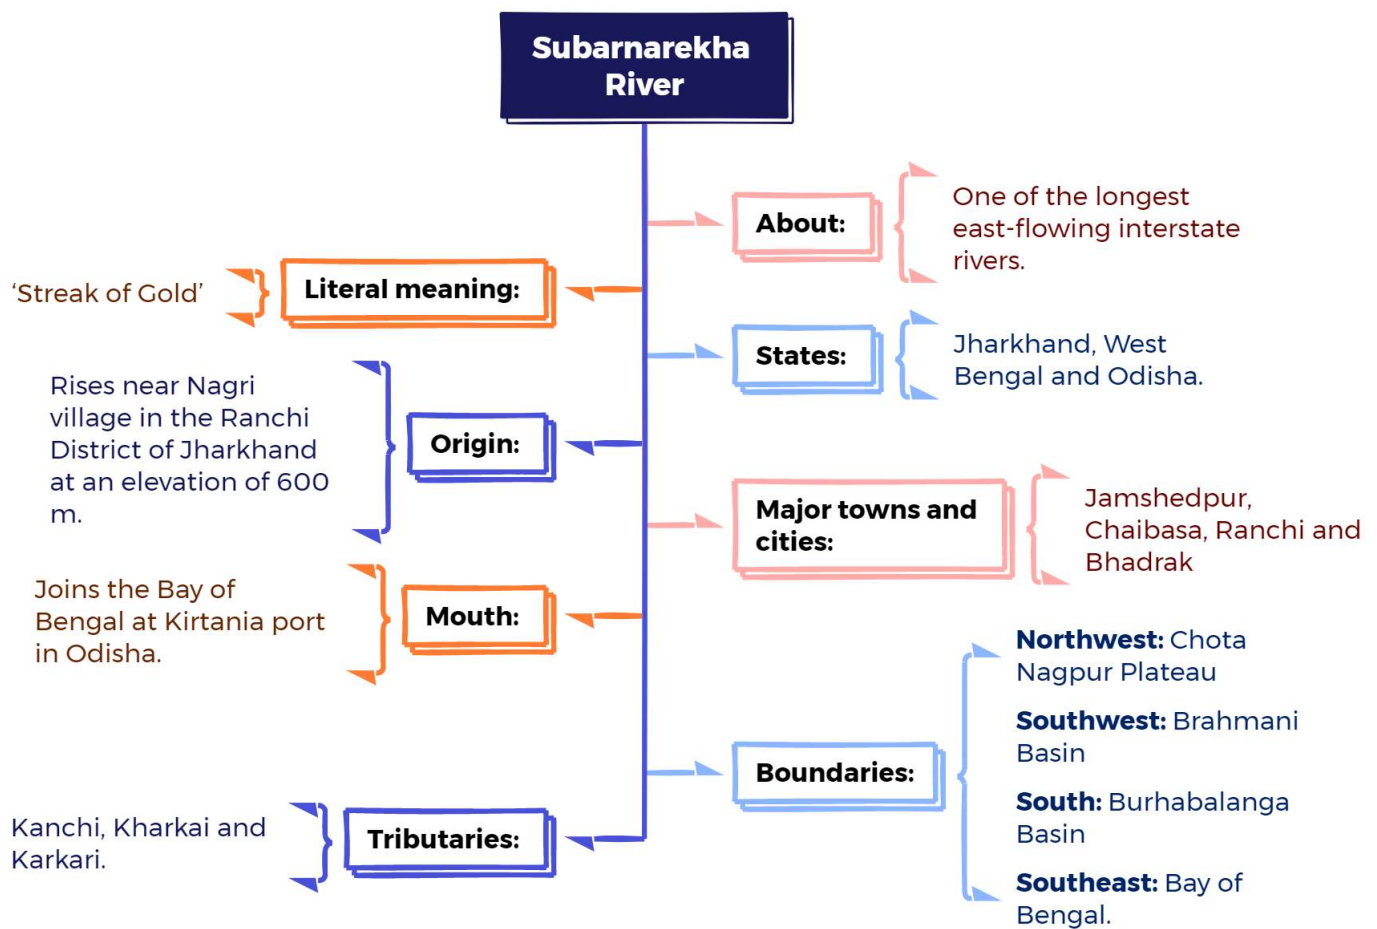 Subarnarekha
River
About:
One of the longest
east-flowing interstate
rivers.
Literal meaning:
‘Streak of Gold’
States:
Jharkhand, West
Bengal and Odisha.
Origin:
Rises near Nagri
village in the Ranchi
District of Jharkhand
at an elevation of 600
m.
Major towns and
cities:
Jamshedpur,
Chaibasa, Ranchi and
Bhadrak
Mouth:
Joins the Bay of
Bengal at Kirtania port
in Odisha.
Boundaries:
Northwest: Chota
Nagpur Plateau
Southwest: Brahmani
Basin
South: Burhabalanga
Basin
Southeast: Bay of
Bengal.
Tributaries:
Kanchi, Kharkai and
Karkari.